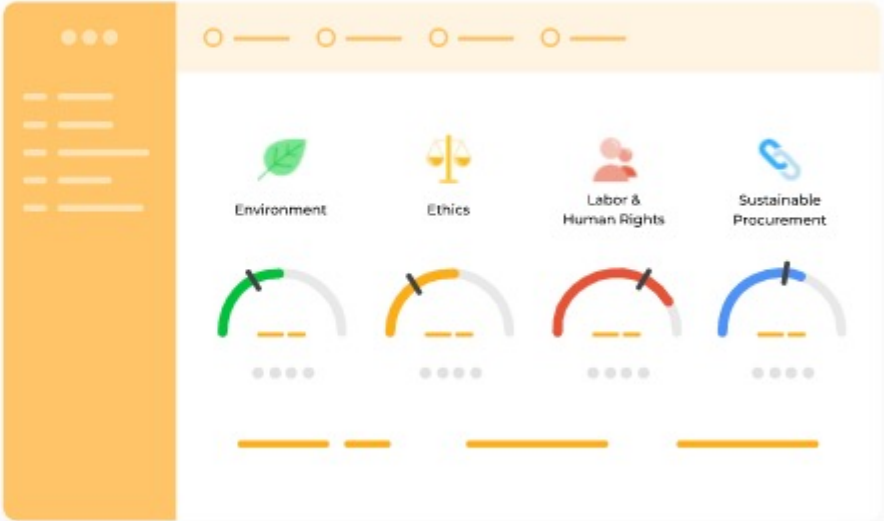 Environment
Ethics
Labor &
Human Rights
Sustainable
Procurement